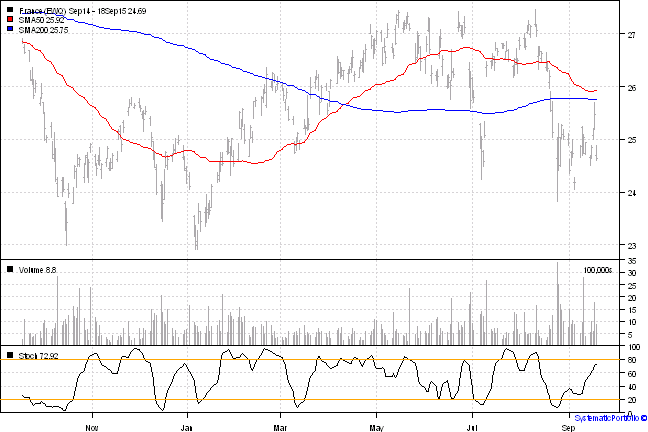 France (EWQ) Sep14 - 18Sep15 24.69
SMA50 25.92
SMA200 25.75
27
26
25
24
23
Volume 8.8
100,000s
35
30
25
20
15
10
5
Stoch 72.92
100
80
60
40
20
0
Nov Jan Mar May Jul Sep
SystematicPortfolio ©